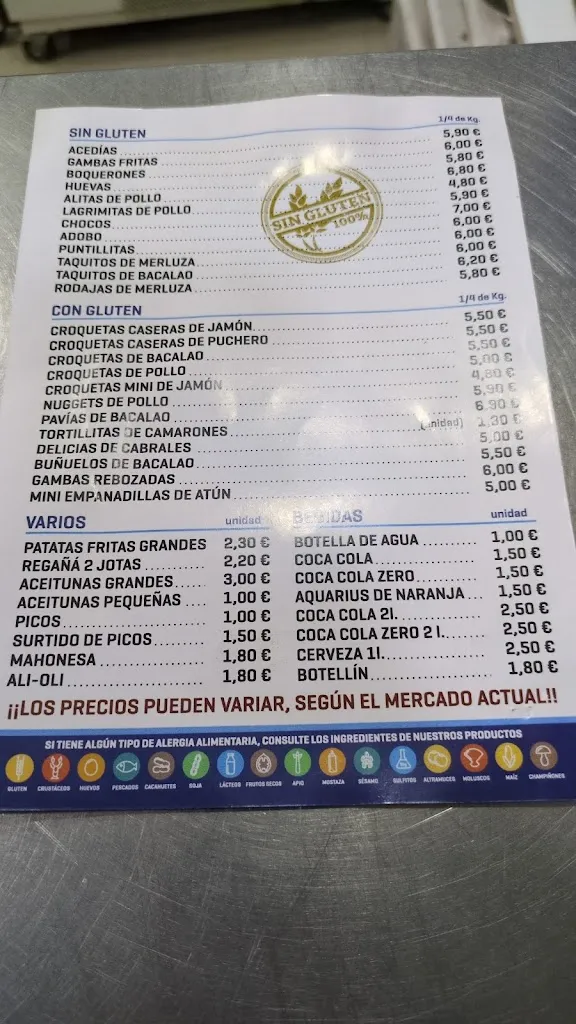 SIN GLUTEN 1/4 de Kg.
ACEDÍAS 5,90 €
GAMBAS FRITAS 6,00 €
BOQUERONES 5,80 €
HUEVAS 6,80 €
ALITAS DE POLLO 4,80 €
LAGRIMITAS DE POLLO 5,90 €
CHOCOS 7,00 €
ADOBO 6,00 €
PUNTILLITAS 6,00 €
TAQUITOS DE MERLUZA 6,00 €
TAQUITOS DE BACALAO 6,20 €
RODAJAS DE MERLUZA 5,80 €
SIN GLUTEN
100%
CON GLUTEN 1/4 de Kg.
CROQUETAS CASERAS DE JAMÓN 5,50 €
CROQUETAS CASERAS DE PUCHERO 5,50 €
CROQUETAS DE BACALAO 5,50 €
CROQUETAS DE POLLO 5,00 €
CROQUETAS MINI DE JAMÓN 4,80 €
NUGGETS DE POLLO 5,90 €
PAVÍAS DE BACALAO 6,90 €
TORTILLITAS DE CAMARONES (unidad) 1,30 €
DELICIAS DE CABRALES 5,00 €
BUÑUELOS DE BACALAO 5,50 €
GAMBAS REBOZADAS 6,00 €
MINI EMPANADILLAS DE ATÚN 5,00 €
VARIOS unidad
PATATAS FRITAS GRANDES 2,30 €
REGAÑÁ 2 JOTAS 2,20 €
ACEITUNAS GRANDES 3,00 €
ACEITUNAS PEQUEÑAS 1,00 €
PICOS 1,00 €
SURTIDO DE PICOS 1,50 €
MAHONESA 1,80 €
ALI-OLI 1,80 €
BEBIDAS unidad
BOTELLA DE AGUA 1,00 €
COCA COLA 1,50 €
COCA COLA ZERO 1,50 €
AQUARIUS DE NARANJA 1,50 €
COCA COLA 2l. 2,50 €
COCA COLA ZERO 2 l. 2,50 €
CERVEZA 1l. 2,50 €
BOTELLÍN 1,80 €
¡¡LOS PRECIOS PUEDEN VARIAR, SEGÚN EL MERCADO ACTUAL!!
SI TIENE ALGÚN TIPO DE ALERGIA ALIMENTARIA, CONSULTE LOS INGREDIENTES DE NUESTROS PRODUCTOS
GLUTEN CRUSTÁCEOS HUEVOS PESCADOS CACAHUETES SOJA LÁCTEOS FRUTOS SECOS APIO MOSTAZA SÉSAMO SULFITOS ALTRAMUCES MOLUSCOS MAÍZ CHAMPIÑONES